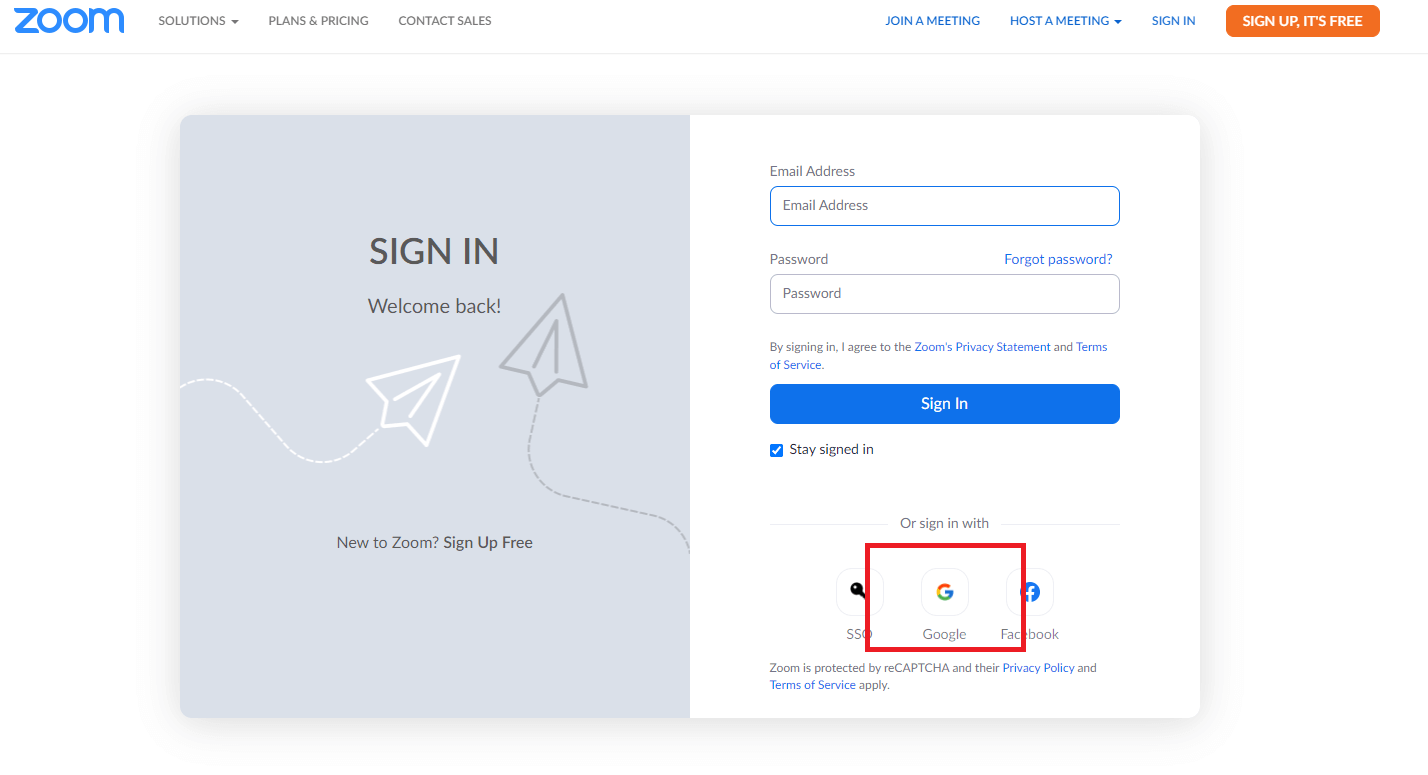 zoom
SOLUTIONS
PLANS & PRICING
CONTACT SALES
JOIN A MEETING
HOST A MEETING
SIGN IN
SIGN UP, IT'S FREE
SIGN IN
Welcome back!
New to Zoom? Sign Up Free
Email Address
Email Address
Password
Forgot password?
Password
By signing in, I agree to the Zoom's Privacy Statement and Terms
of Service.
Sign In
Stay signed in
Or sign in with
SSO
Google
Facebook
Zoom is protected by reCAPTCHA and their Privacy Policy and
Terms of Service apply.